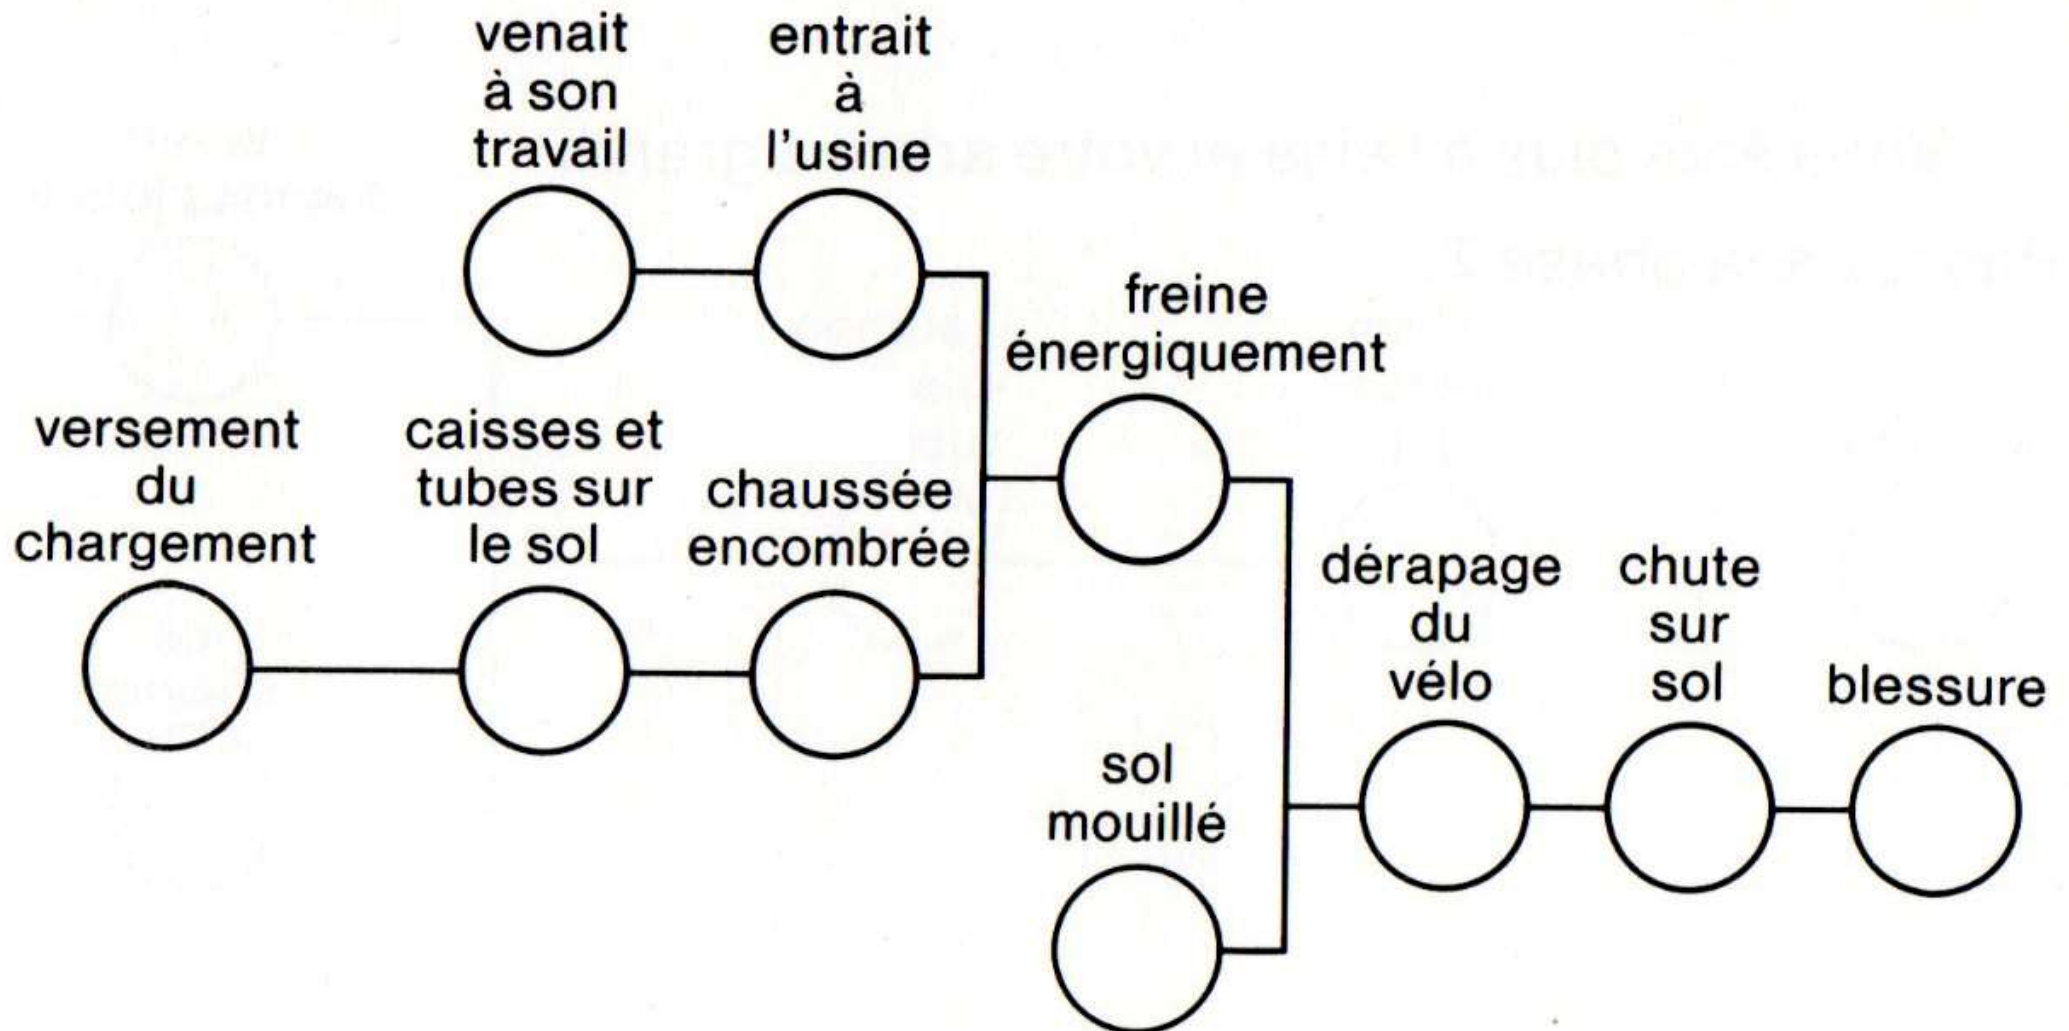 venait
à son
travail
entrait
à
l'usine
freine
énergiquement
versement
du
chargement
caisses et
tubes sur
le sol
chaussée
encombrée
dérapage
du
vélo
chute
sur
sol
blessure
sol
mouillé